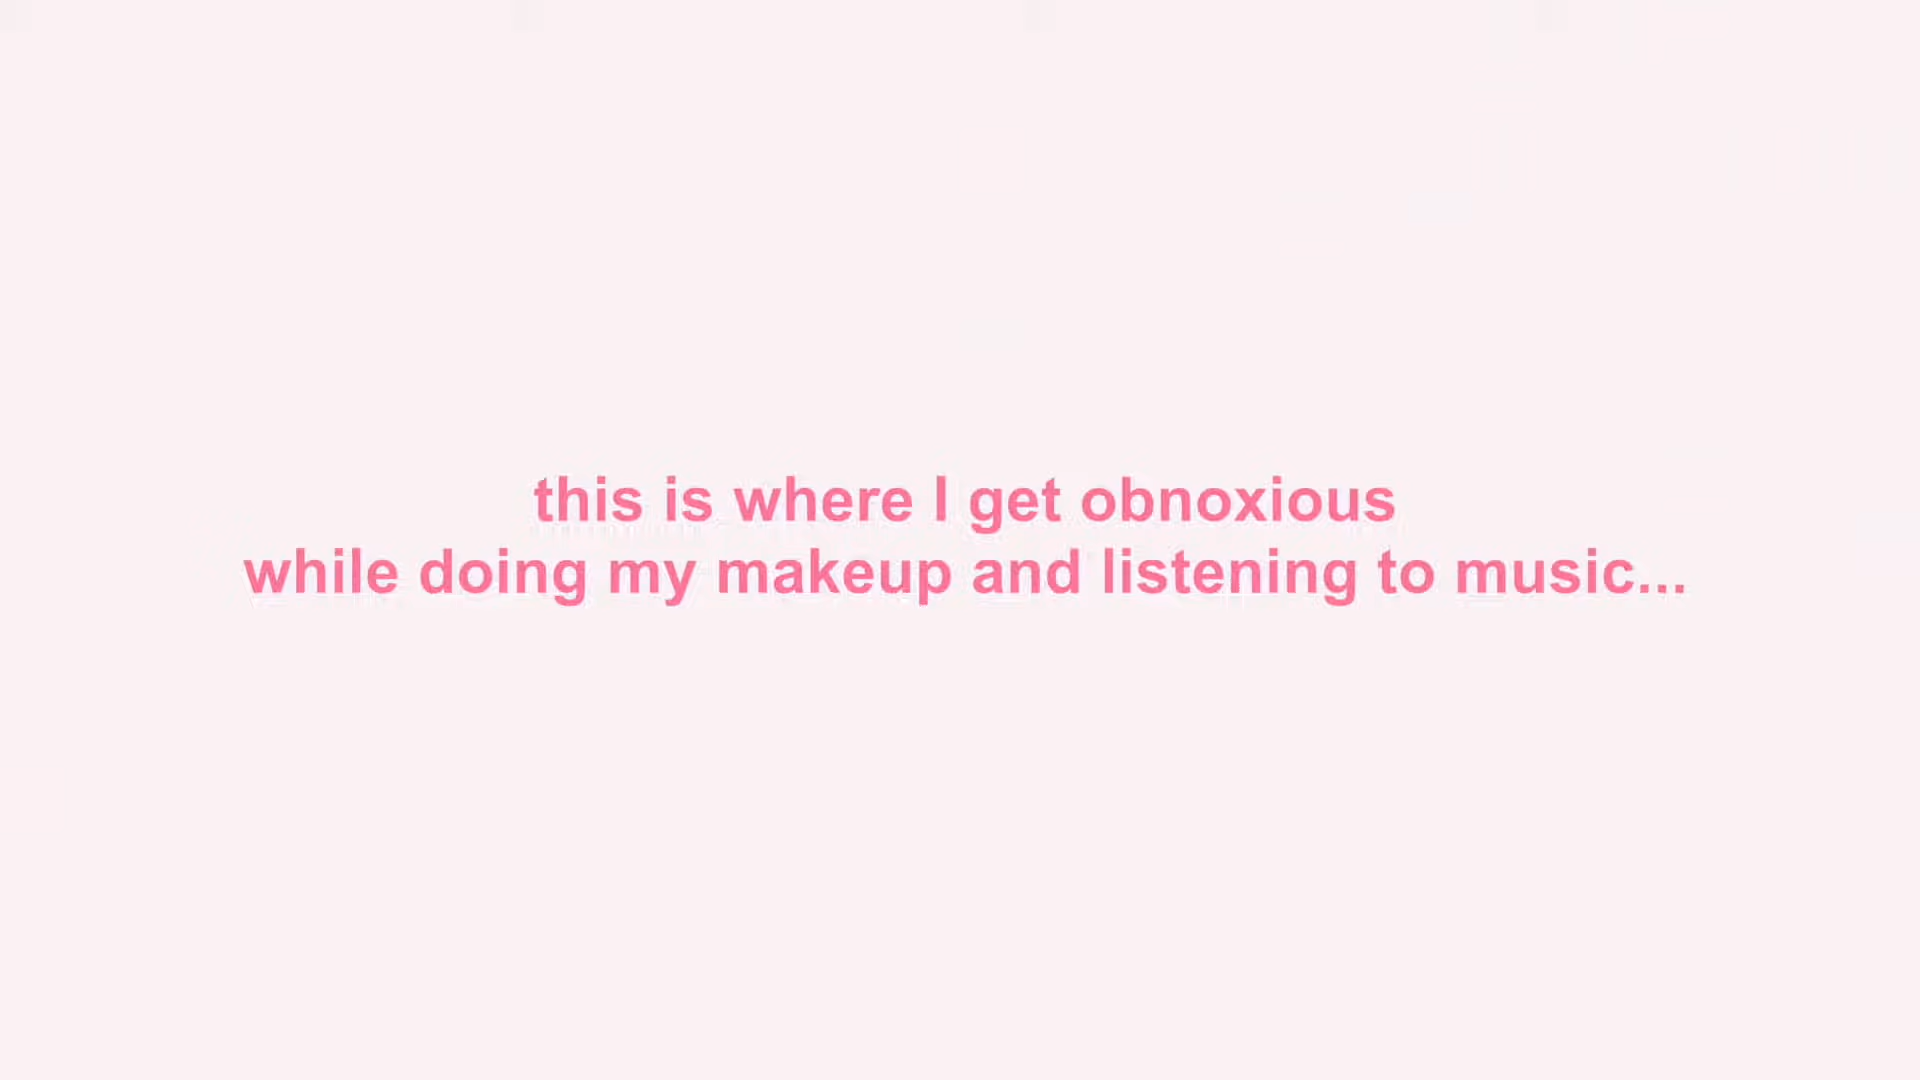 this is where I get obnoxious
while doing my makeup and listening to music...